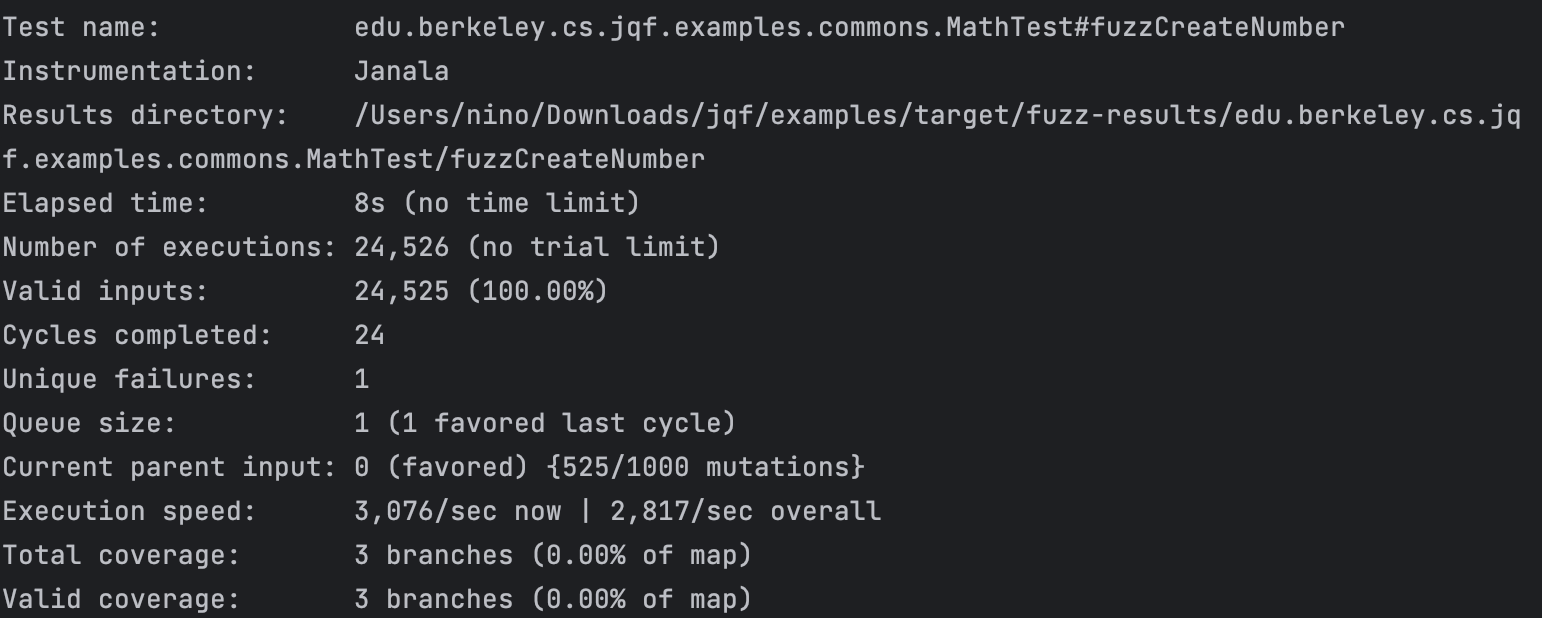 Test name: edu.berkeley.cs.jqf.examples.commons.MathTest#fuzzCreateNumber
Instrumentation: Janala
Results directory: /Users/nino/Downloads/jqf/examples/target/fuzz-results/edu.berkeley.cs.jq
f.examples.commons.MathTest/fuzzCreateNumber
Elapsed time: 8s (no time limit)
Number of executions: 24,526 (no trial limit)
Valid inputs: 24,525 (100.00%)
Cycles completed: 24
Unique failures: 1
Queue size: 1 (1 favored last cycle)
Current parent input: 0 (favored) {525/1000 mutations}
Execution speed: 3,076/sec now | 2,817/sec overall
Total coverage: 3 branches (0.00% of map)
Valid coverage: 3 branches (0.00% of map)